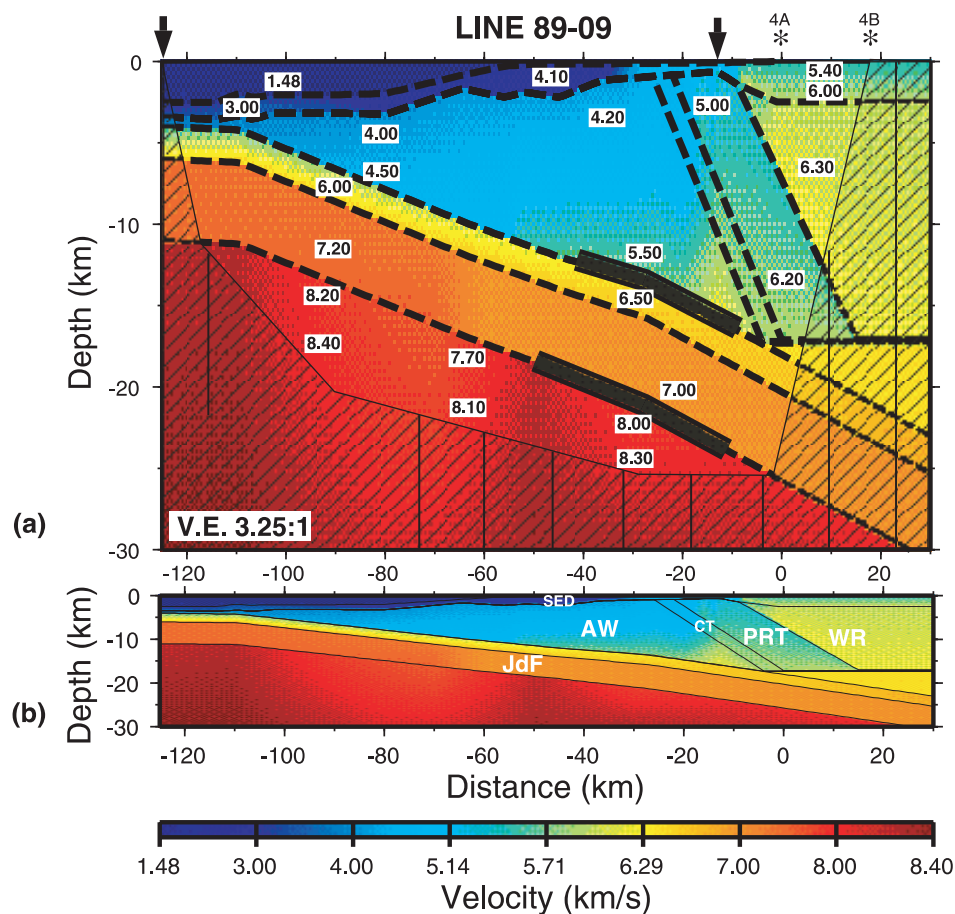 LINE 89-09
4A 4B
* *
0
-10
-20
-30
Depth (km)
1.48
4.10
5.40
3.00
5.00
6.00
4.00
4.20
4.50
6.30
6.00
7.20
5.50
6.20
8.20
6.50
8.40
7.70
7.00
8.10
8.00
8.30
(a)
V.E. 3.25:1
-120 -100 -80 -60 -40 -20 0 20
0
-10
-20
-30
Depth (km)
SED
AW
CT
PRT
WR
JdF
(b)
-120 -100 -80 -60 -40 -20 0 20
Distance (km)
1.48 3.00 4.00 5.14 5.71 6.29 7.00 8.00 8.40
Velocity (km/s)